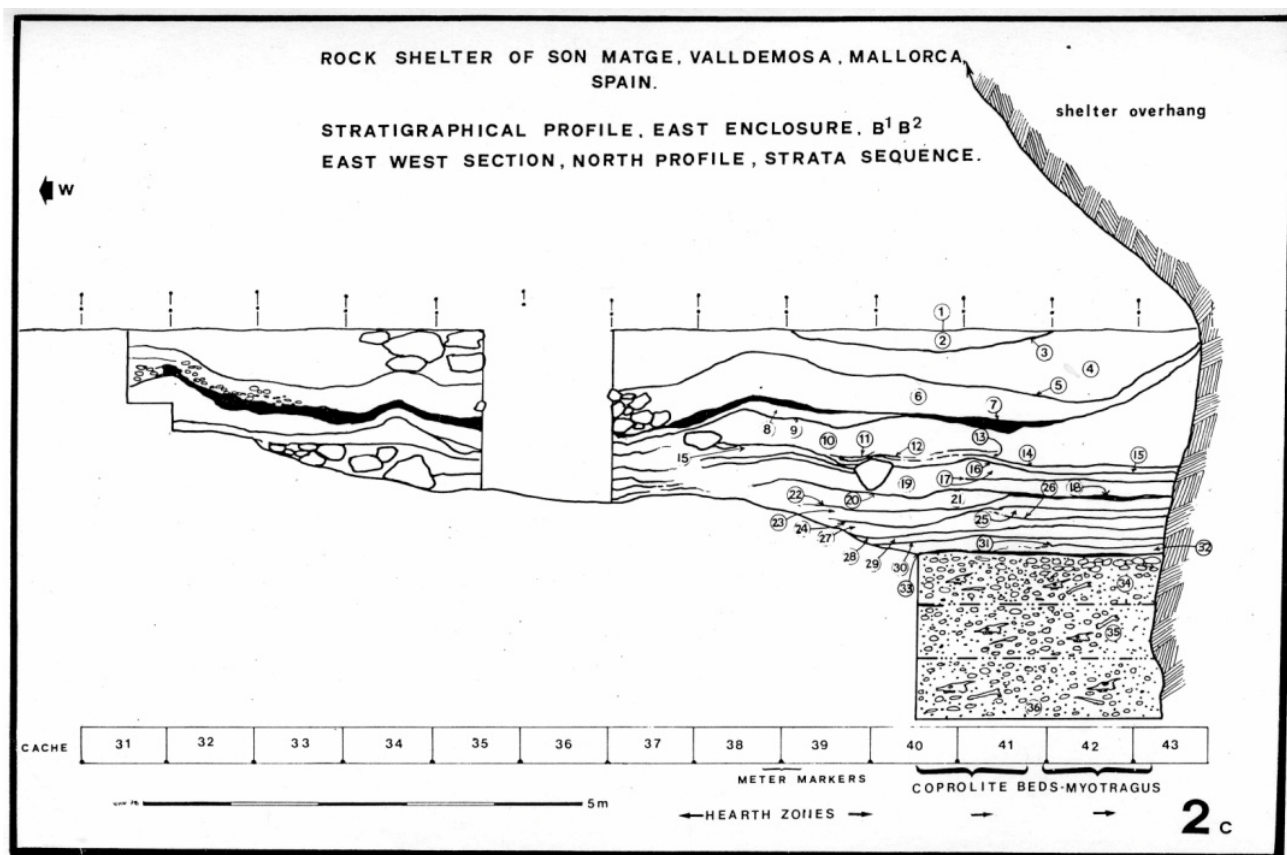 ROCK SHELTER OF SON MATGE, VALLDEMOSA, MALLORCA,
SPAIN.
shelter overhang
STRATIGRAPHICAL PROFILE, EAST ENCLOSURE, B¹ B²
EAST WEST SECTION, NORTH PROFILE, STRATA SEQUENCE.
W
1
2
3
4
5
6
7
8 9 10 11 12 13
14 15
15 16
17 18 26
19
20 21
22
23 25
24
27 31 32
28 29 30
33 34
35
36
CACHE 31 32 33 34 35 36 37 38 39 40 41 42 43
METER MARKERS COPROLITE BEDS-MYOTRAGUS
5m
HEARTH ZONES
2 C